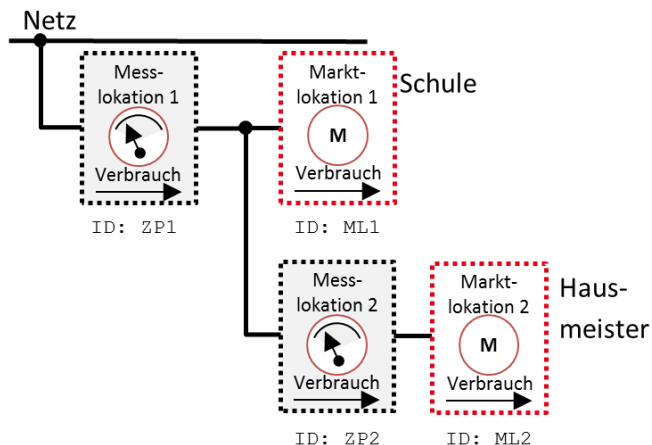 Netz
Mess-
lokation 1
Verbrauch
ID: ZP1
Markt-
lokation 1
M
Verbrauch
ID: ML1
Schule
Mess-
lokation 2
Verbrauch
ID: ZP2
Markt-
lokation 2
M
Verbrauch
ID: ML2
Haus-
meister